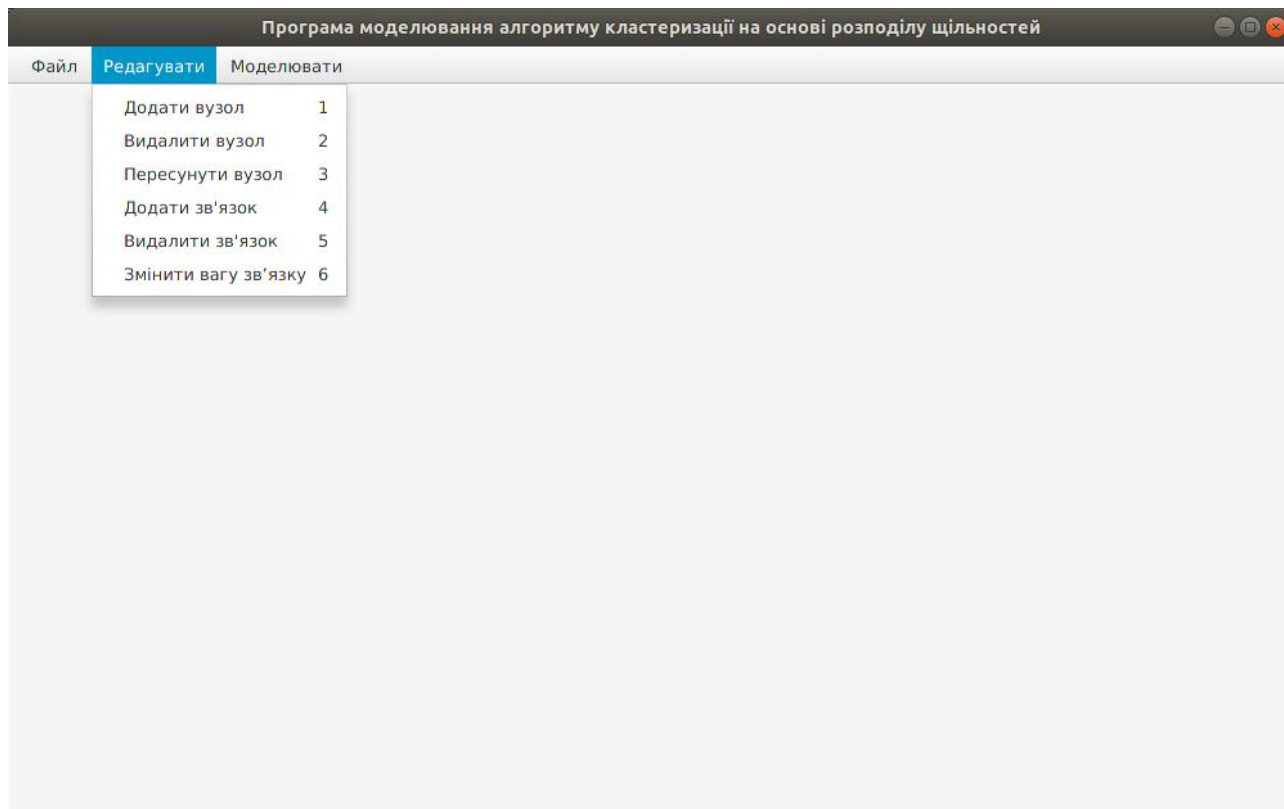 Програма моделювання алгоритму кластеризації на основі розподілу щільностей
Файл Редагувати Моделювати
Додати вузол 1
Видалити вузол 2
Пересунути вузол 3
Додати зв'язок 4
Видалити зв'язок 5
Змінити вагу зв’язку 6